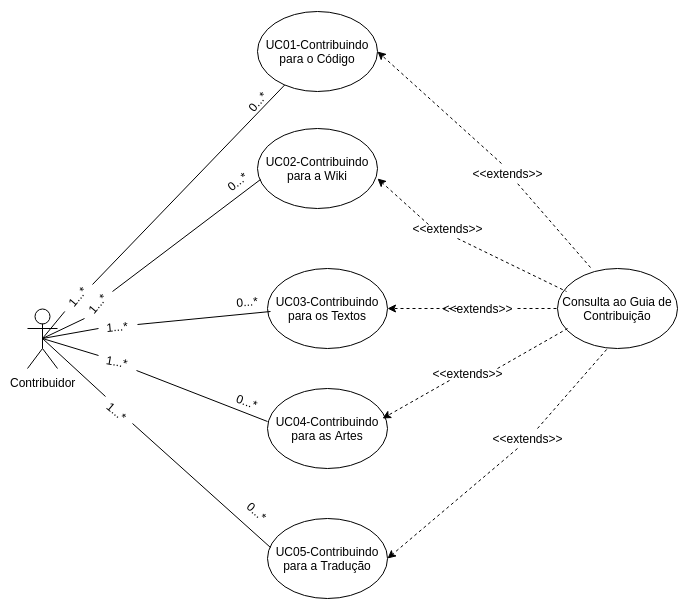 UC01-Contribuindo
para o Código
0...*
<<extends>>
UC02-Contribuindo
para a Wiki
0...*
<<extends>>
1...*
1...*
UC03-Contribuindo
para os Textos
0...*
1...*
<<extends>>
Consulta ao Guia de
Contribuição
Contribuidor
1...*
<<extends>>
0...*
UC04-Contribuindo
para as Artes
1...*
<<extends>>
0...*
UC05-Contribuindo
para a Tradução